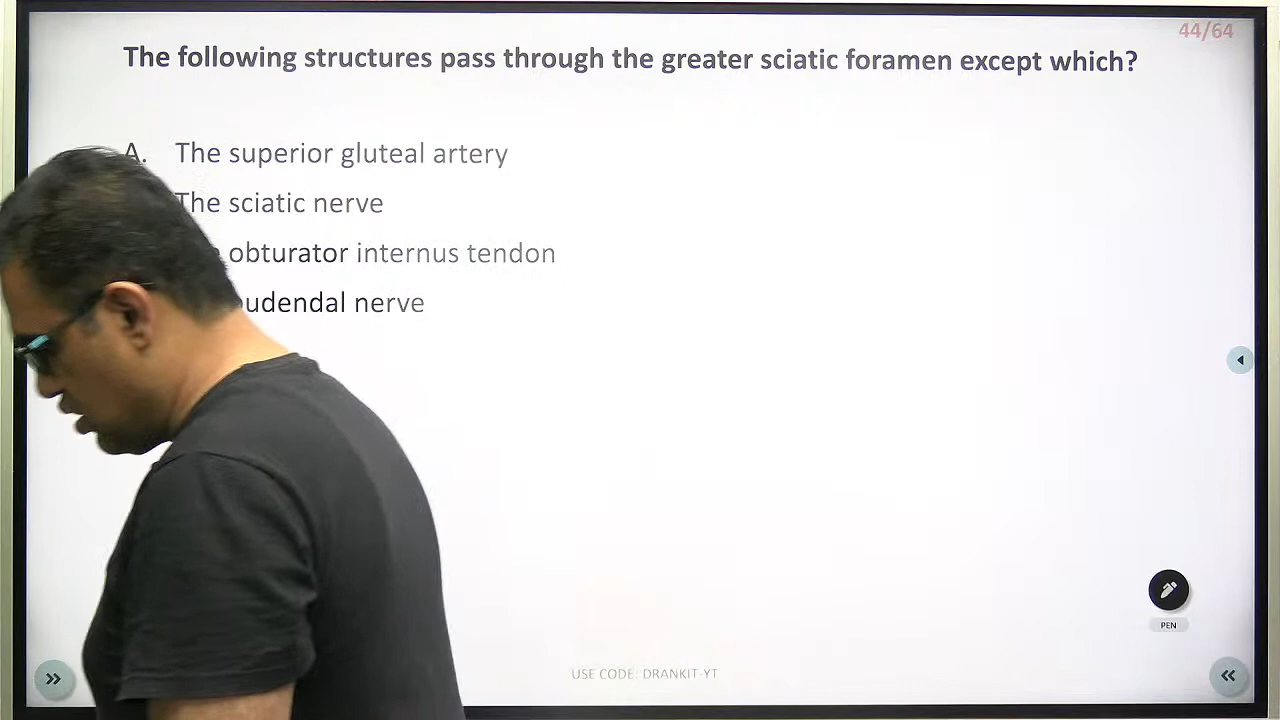 44/64
The following structures pass through the greater sciatic foramen except which?
A. The superior gluteal artery
The sciatic nerve
obturator internus tendon
nerve
PEN
USE CODE: DRANKIT-YT